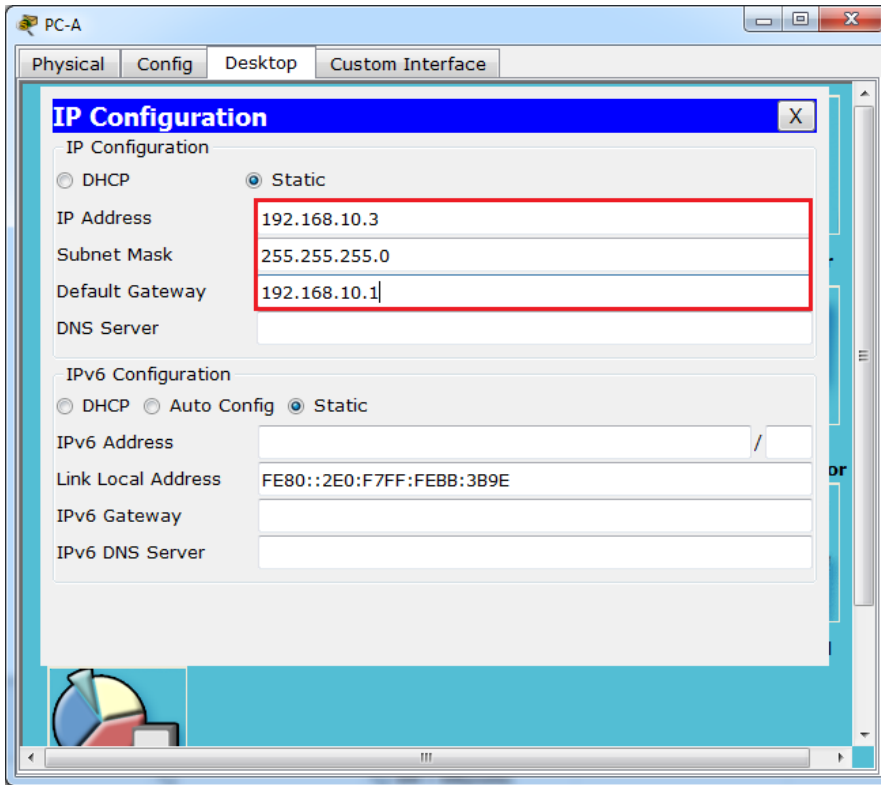 PC-A
Physical Config Desktop Custom Interface
IP Configuration X
IP Configuration
DHCP Static
IP Address 192.168.10.3
Subnet Mask 255.255.255.0
Default Gateway 192.168.10.1
DNS Server
IPv6 Configuration
DHCP Auto Config Static
IPv6 Address /
Link Local Address FE80::2E0:F7FF:FEBB:3B9E
IPv6 Gateway
IPv6 DNS Server
or